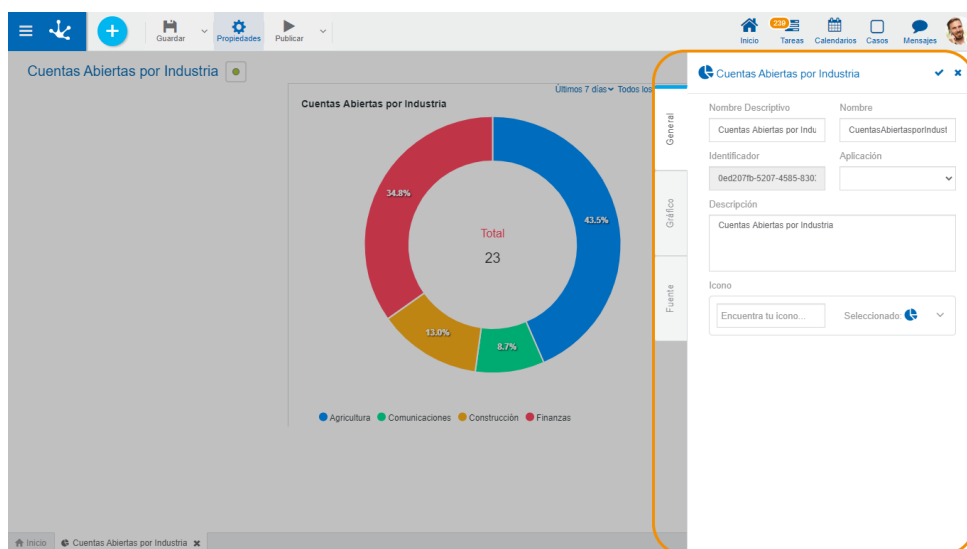 Guardar
Propiedades
Publicar
Inicio
239
Tareas
Calendarios
Casos
Mensajes
Cuentas Abiertas por Industria
Últimos 7 días Todos los
Cuentas Abiertas por Industria
34.8%
43.5%
Total
23
13.0%
8.7%
Agricultura Comunicaciones Construcción Finanzas
General
Gráfico
Fuente
Cuentas Abiertas por Industria
Nombre Descriptivo Nombre
Cuentas Abiertas por Indu CuentasAbiertasporIndust
Identificador Aplicación
0ed207fb-5207-4585-830
Descripción
Cuentas Abiertas por Industria
Icono
Encuentra tu icono... Seleccionado:
Inicio Cuentas Abiertas por Industria